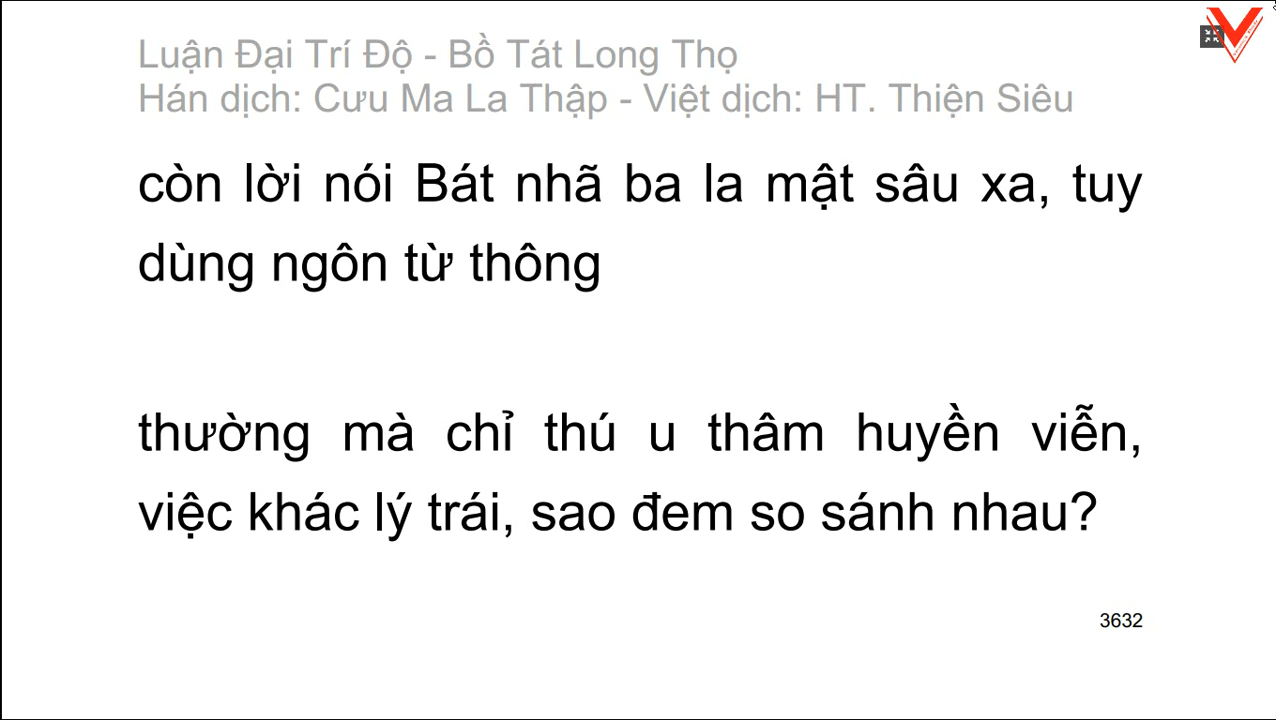 Luận Đại Trí Độ - Bồ Tát Long Thọ
Hán dịch: Cưu Ma La Thập - Việt dịch: HT. Thiện Siêu
còn lời nói Bát nhã ba la mật sâu xa, tuy
dùng ngôn từ thông
thường mà chỉ thú u thâm huyền viễn,
việc khác lý trái, sao đem so sánh nhau?
3632